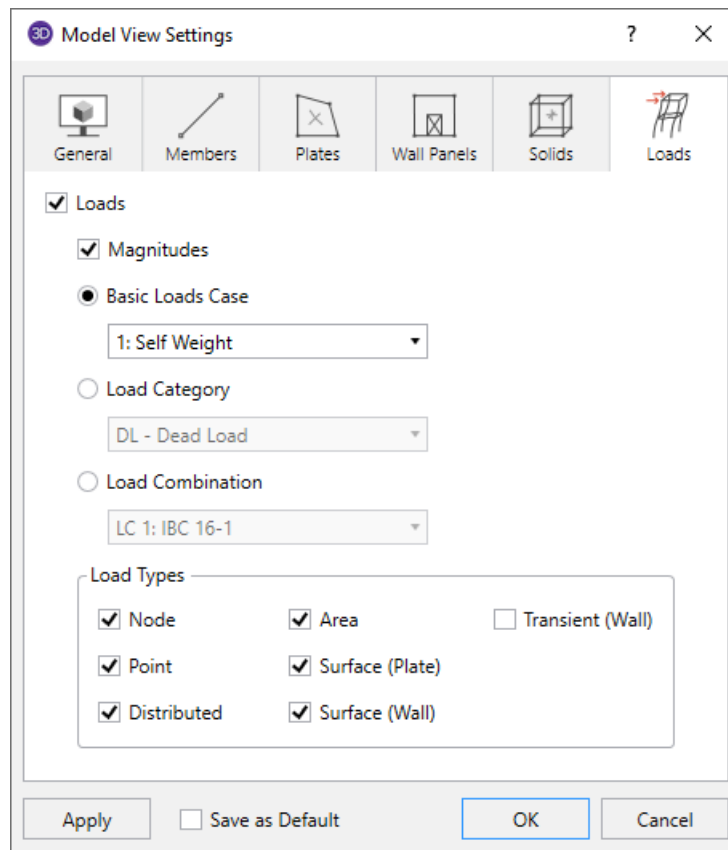 3D Model View Settings ? X
General Members Plates Wall Panels Solids Loads
Loads
Magnitudes
Basic Loads Case
1: Self Weight
Load Category
DL - Dead Load
Load Combination
LC 1: IBC 16-1
Load Types
Node Area Transient (Wall)
Point Surface (Plate)
Distributed Surface (Wall)
Apply Save as Default OK Cancel